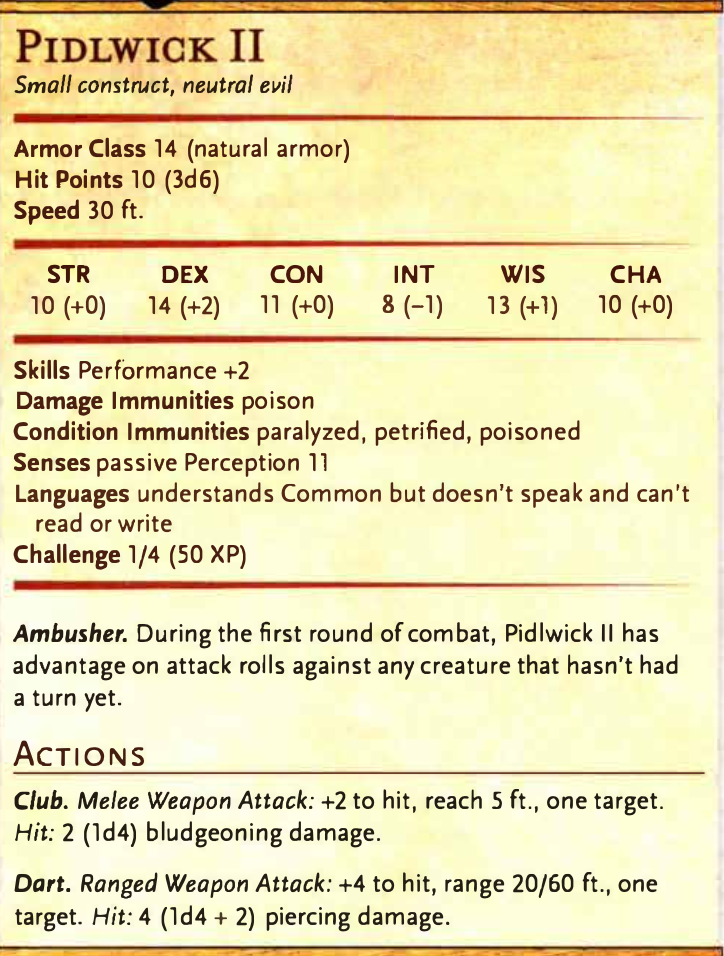 PIDLWICK II
Small construct, neutral evil
Armor Class 14 (natural armor)
Hit Points 10 (3d6)
Speed 30 ft.
STR DEX CON INT WIS CHA
10 (+0) 14 (+2) 11 (+0) 8 (−1) 13 (+1) 10 (+0)
Skills Performance +2
Damage Immunities poison
Condition Immunities paralyzed, petrified, poisoned
Senses passive Perception 11
Languages understands Common but doesn't speak and can't
read or write
Challenge 1/4 (50 XP)
Ambusher. During the first round of combat, Pidlwick II has
advantage on attack rolls against any creature that hasn't had
a turn yet.
ACTIONS
Club. Melee Weapon Attack: +2 to hit, reach 5 ft., one target.
Hit: 2 (1d4) bludgeoning damage.
Dart. Ranged Weapon Attack: +4 to hit, range 20/60 ft., one
target. Hit: 4 (1d4 + 2) piercing damage.